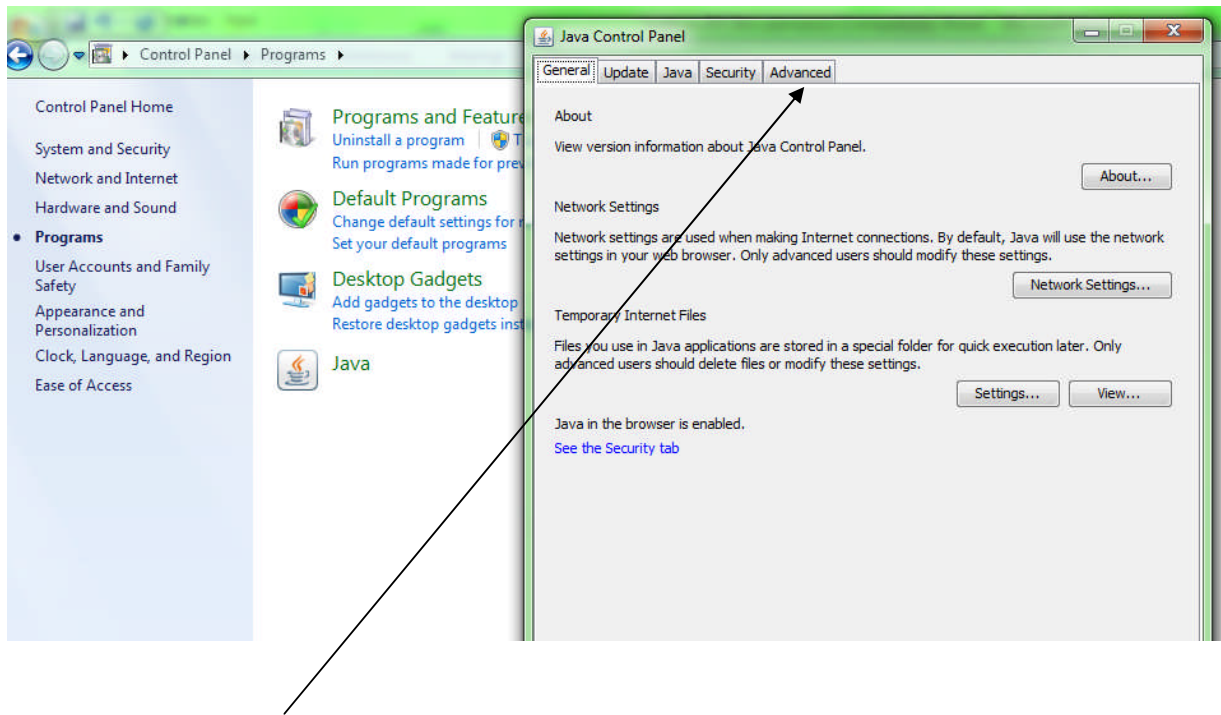 Control Panel
Programs
Control Panel Home
System and Security
Network and Internet
Hardware and Sound
Programs
User Accounts and Family
Safety
Appearance and
Personalization
Clock, Language, and Region
Ease of Access
Programs and Feature
Uninstall a program
Run programs made for prev
Default Programs
Change default settings for
Set your default programs
Desktop Gadgets
Add gadgets to the desktop
Restore desktop gadgets inst
Java
Java Control Panel
General Update Java Security Advanced
About
View version information about Java Control Panel.
About...
Network Settings
Network settings are used when making Internet connections. By default, Java will use the network
settings in your web browser. Only advanced users should modify these settings.
Network Settings...
Temporary Internet Files
Files you use in Java applications are stored in a special folder for quick execution later. Only
advanced users should delete files or modify these settings.
Settings... View...
Java in the browser is enabled.
See the Security tab